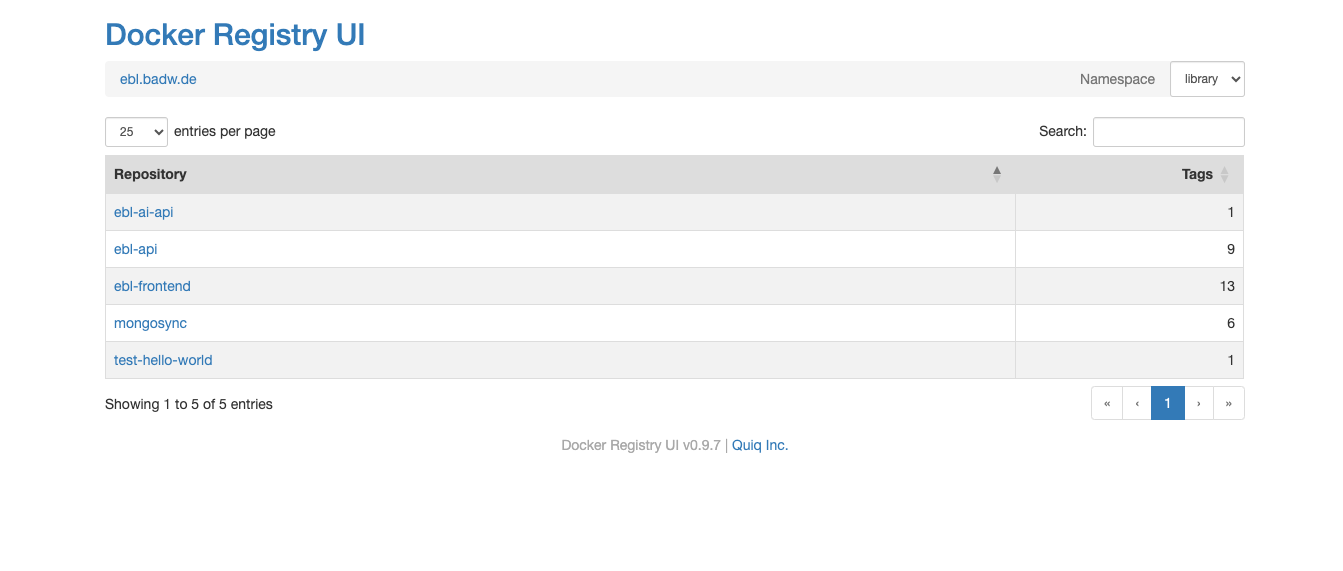 Docker Registry UI
ebl.badw.de Namespace library
25 entries per page Search:
Repository Tags
ebl-ai-api 1
ebl-api 9
ebl-frontend 13
mongosync 6
test-hello-world 1
Showing 1 to 5 of 5 entries « ‹ 1 › »
Docker Registry UI v0.9.7 | Quiq Inc.